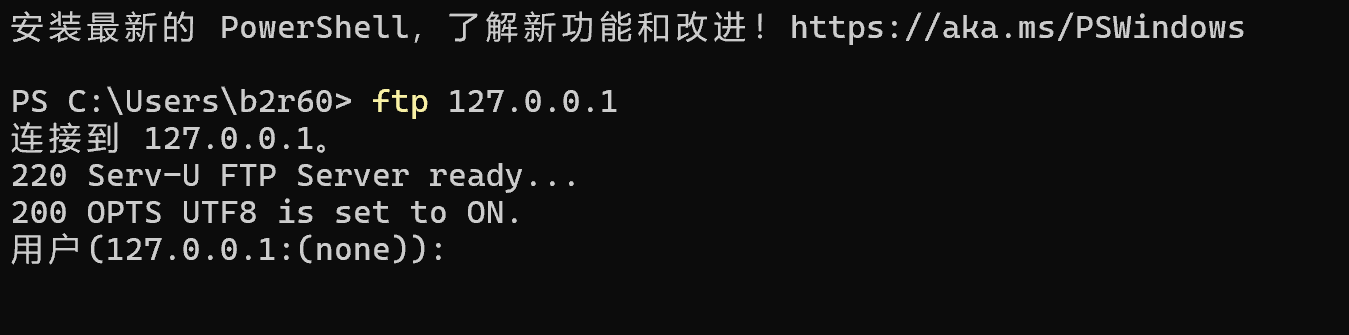 安装最新的 PowerShell，了解新功能和改进！https://aka.ms/PSWindows
PS C:\Users\b2r60> ftp 127.0.0.1
连接到 127.0.0.1。
220 Serv-U FTP Server ready...
200 OPTS UTF8 is set to ON.
用户(127.0.0.1:(none)):